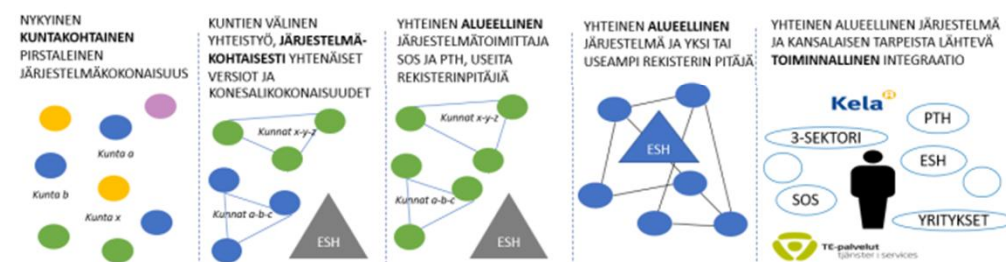 NYKYINEN
KUNTAKOHTAINEN
PIRSTALEINEN
JÄRJESTELMÄKOKONAISUUS
Kunta a
Kunta b
Kunta x
KUNTIEN VÄLINEN
YHTEISTYÖ, JÄRJESTELMÄ-
KOHTAISESTI YHTENÄISET
VERSIOT JA
KONESALIKOKONAISUUDET
Kunnat x-y-z
Kunnat a-b-c
ESH
YHTEINEN ALUEELLINEN
JÄRJESTELMÄTOIMITTAJA
SOS JA PTH, USEITA
REKISTERINPITÄJIÄ
Kunnat x-y-z
Kunnat a-b-c
ESH
YHTEINEN ALUEELLINEN
JÄRJESTELMÄ JA YKSI TAI
USEAMPI REKISTERIN PITÄJÄ
ESH
YHTEINEN ALUEELLINEN JÄRJESTELMÄ
JA KANSALAISEN TARPEISTA LÄHTEVÄ
TOIMINNALLINEN INTEGRAATIO
Kela
PTH
3-SEKTORI
ESH
SOS
YRITYKSET
TE-palvelut
tjänster i services